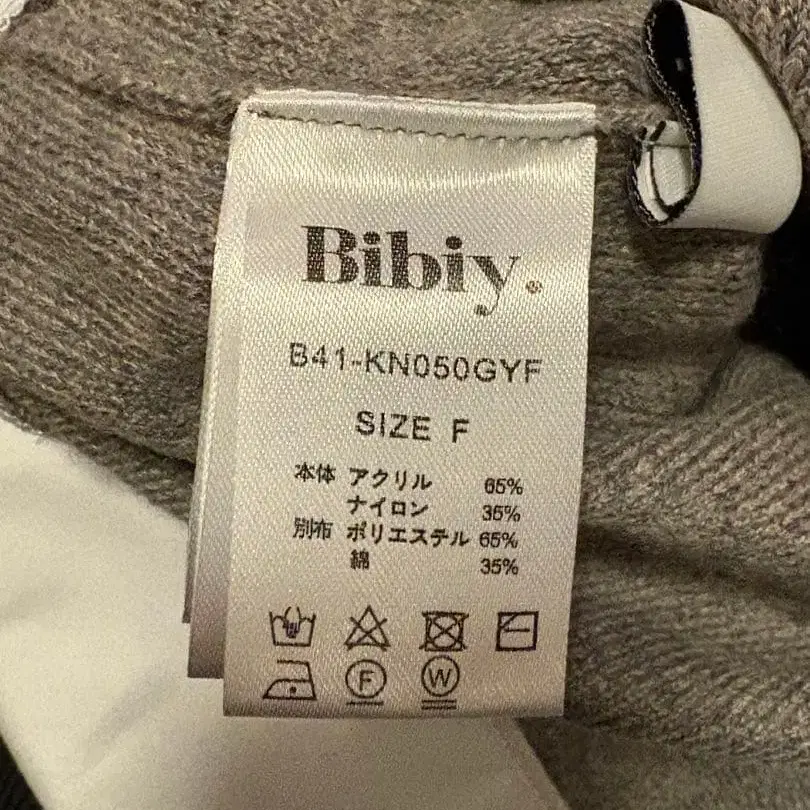 Bibiy.
B41-KN050GYF
SIZE F
本体 アクリル 65%
ナイロン 35%
別布 ポリエステル 65%
綿 35%
F W